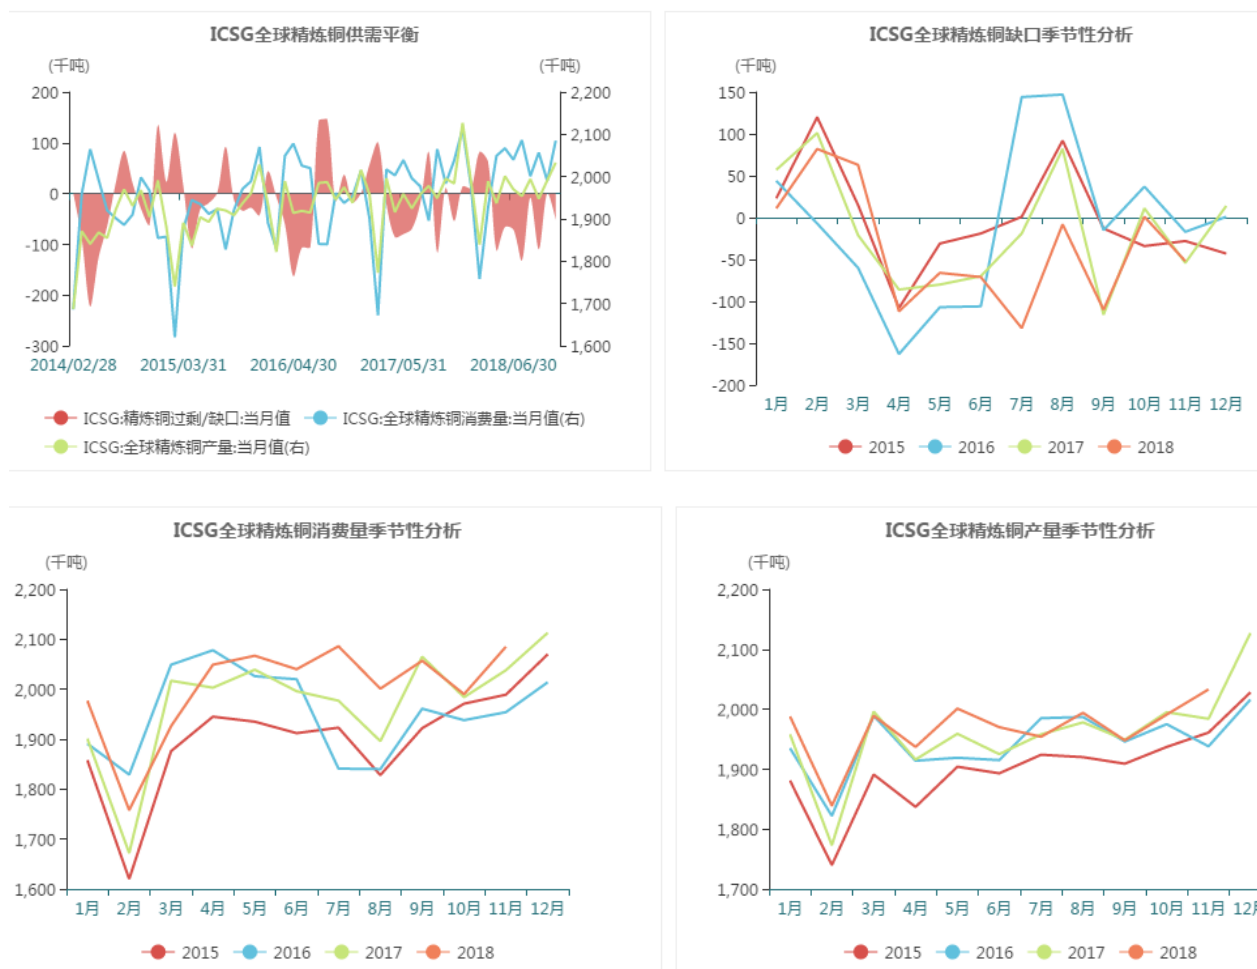 ICSG全球精炼铜供需平衡
(千吨)
(千吨)
200
100
0
-100
-200
-300
2,200
2,100
2,000
1,900
1,800
1,700
1,600
2014/02/28
2015/03/31
2016/04/30
2017/05/31
2018/06/30
ICSG:精炼铜过剩/缺口:当月值
ICSG:全球精炼铜消费量:当月值(右)
ICSG:全球精炼铜产量:当月值(右)
ICSG全球精炼铜缺口季节性分析
(千吨)
150
100
50
0
-50
-100
-150
-200
1月 2月 3月 4月 5月 6月 7月 8月 9月 10月 11月 12月
2015 2016 2017 2018
ICSG全球精炼铜消费量季节性分析
(千吨)
2,200
2,100
2,000
1,900
1,800
1,700
1,600
1月 2月 3月 4月 5月 6月 7月 8月 9月 10月 11月 12月
2015 2016 2017 2018
ICSG全球精炼铜产量季节性分析
(千吨)
2,200
2,100
2,000
1,900
1,800
1,700
1月 2月 3月 4月 5月 6月 7月 8月 9月 10月 11月 12月
2015 2016 2017 2018